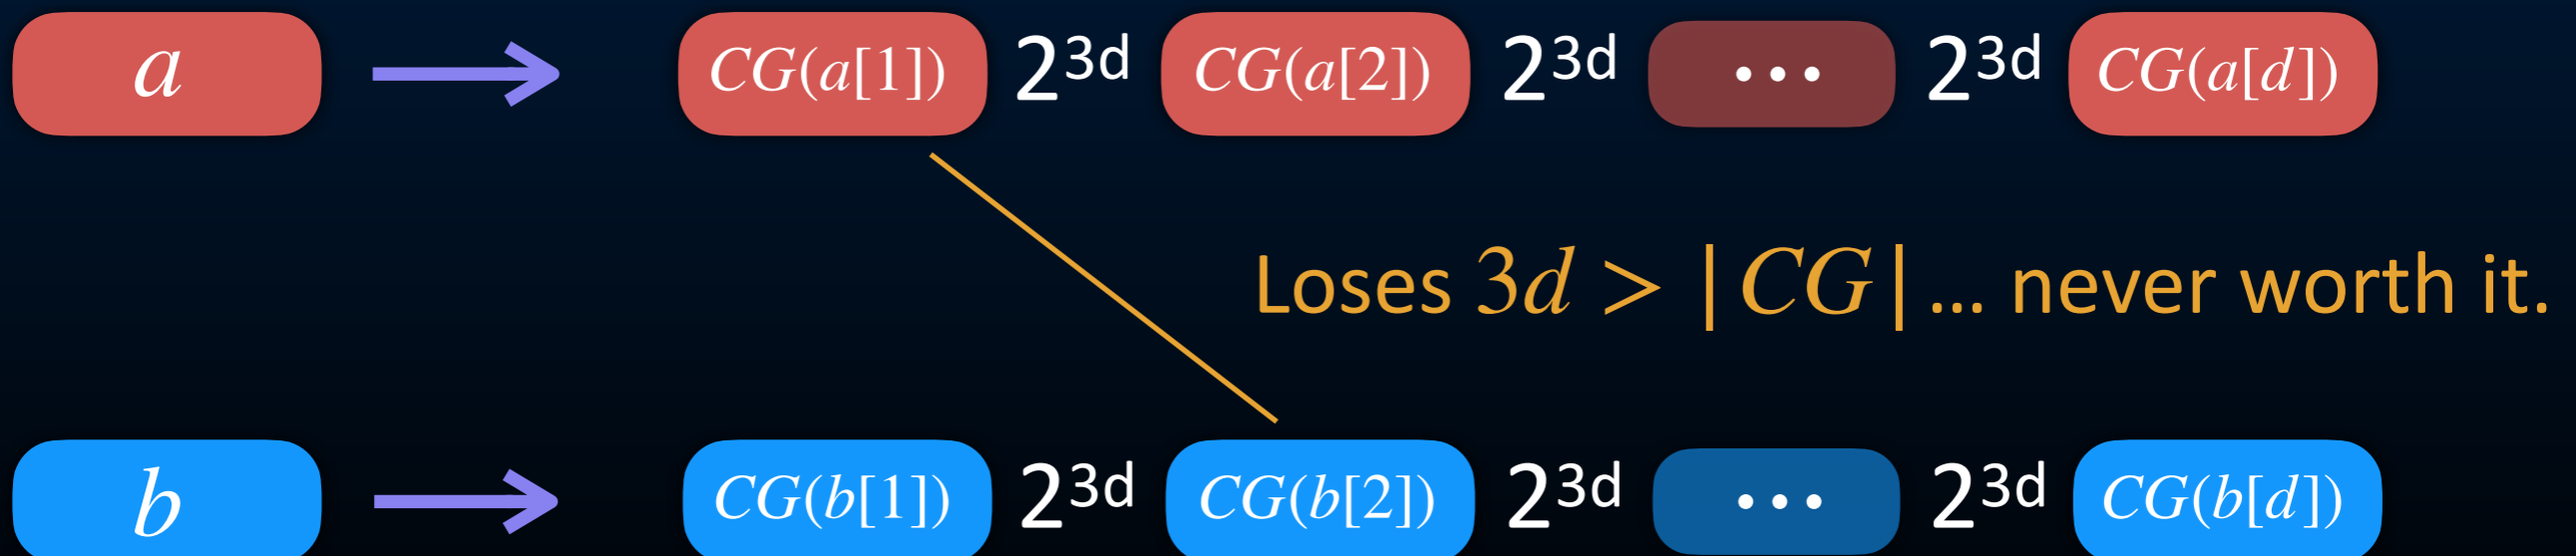 a → CG(a[1]) 2^{3d} CG(a[2]) 2^{3d} ••• 2^{3d} CG(a[d])
Loses 3d > |CG| ... never worth it.
b → CG(b[1]) 2^{3d} CG(b[2]) 2^{3d} ••• 2^{3d} CG(b[d])